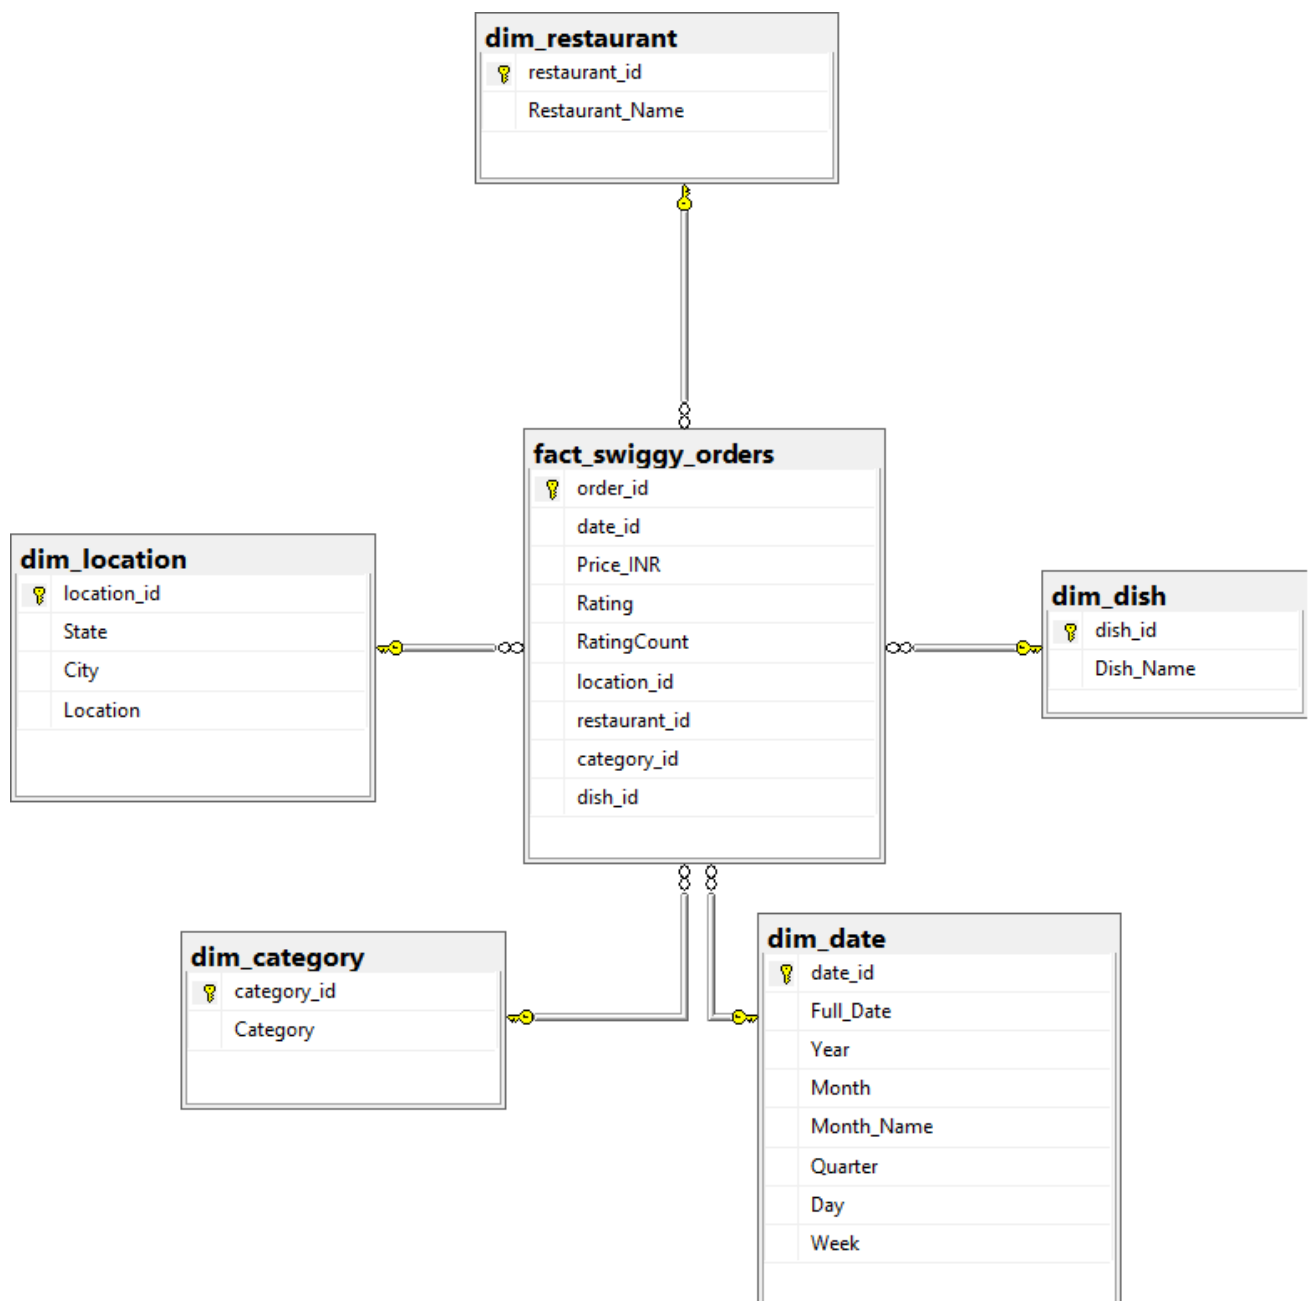 dim_restaurant
restaurant_id
Restaurant_Name
fact_swiggy_orders
order_id
date_id
Price_INR
Rating
RatingCount
location_id
restaurant_id
category_id
dish_id
dim_location
location_id
State
City
Location
dim_dish
dish_id
Dish_Name
dim_category
category_id
Category
dim_date
date_id
Full_Date
Year
Month
Month_Name
Quarter
Day
Week